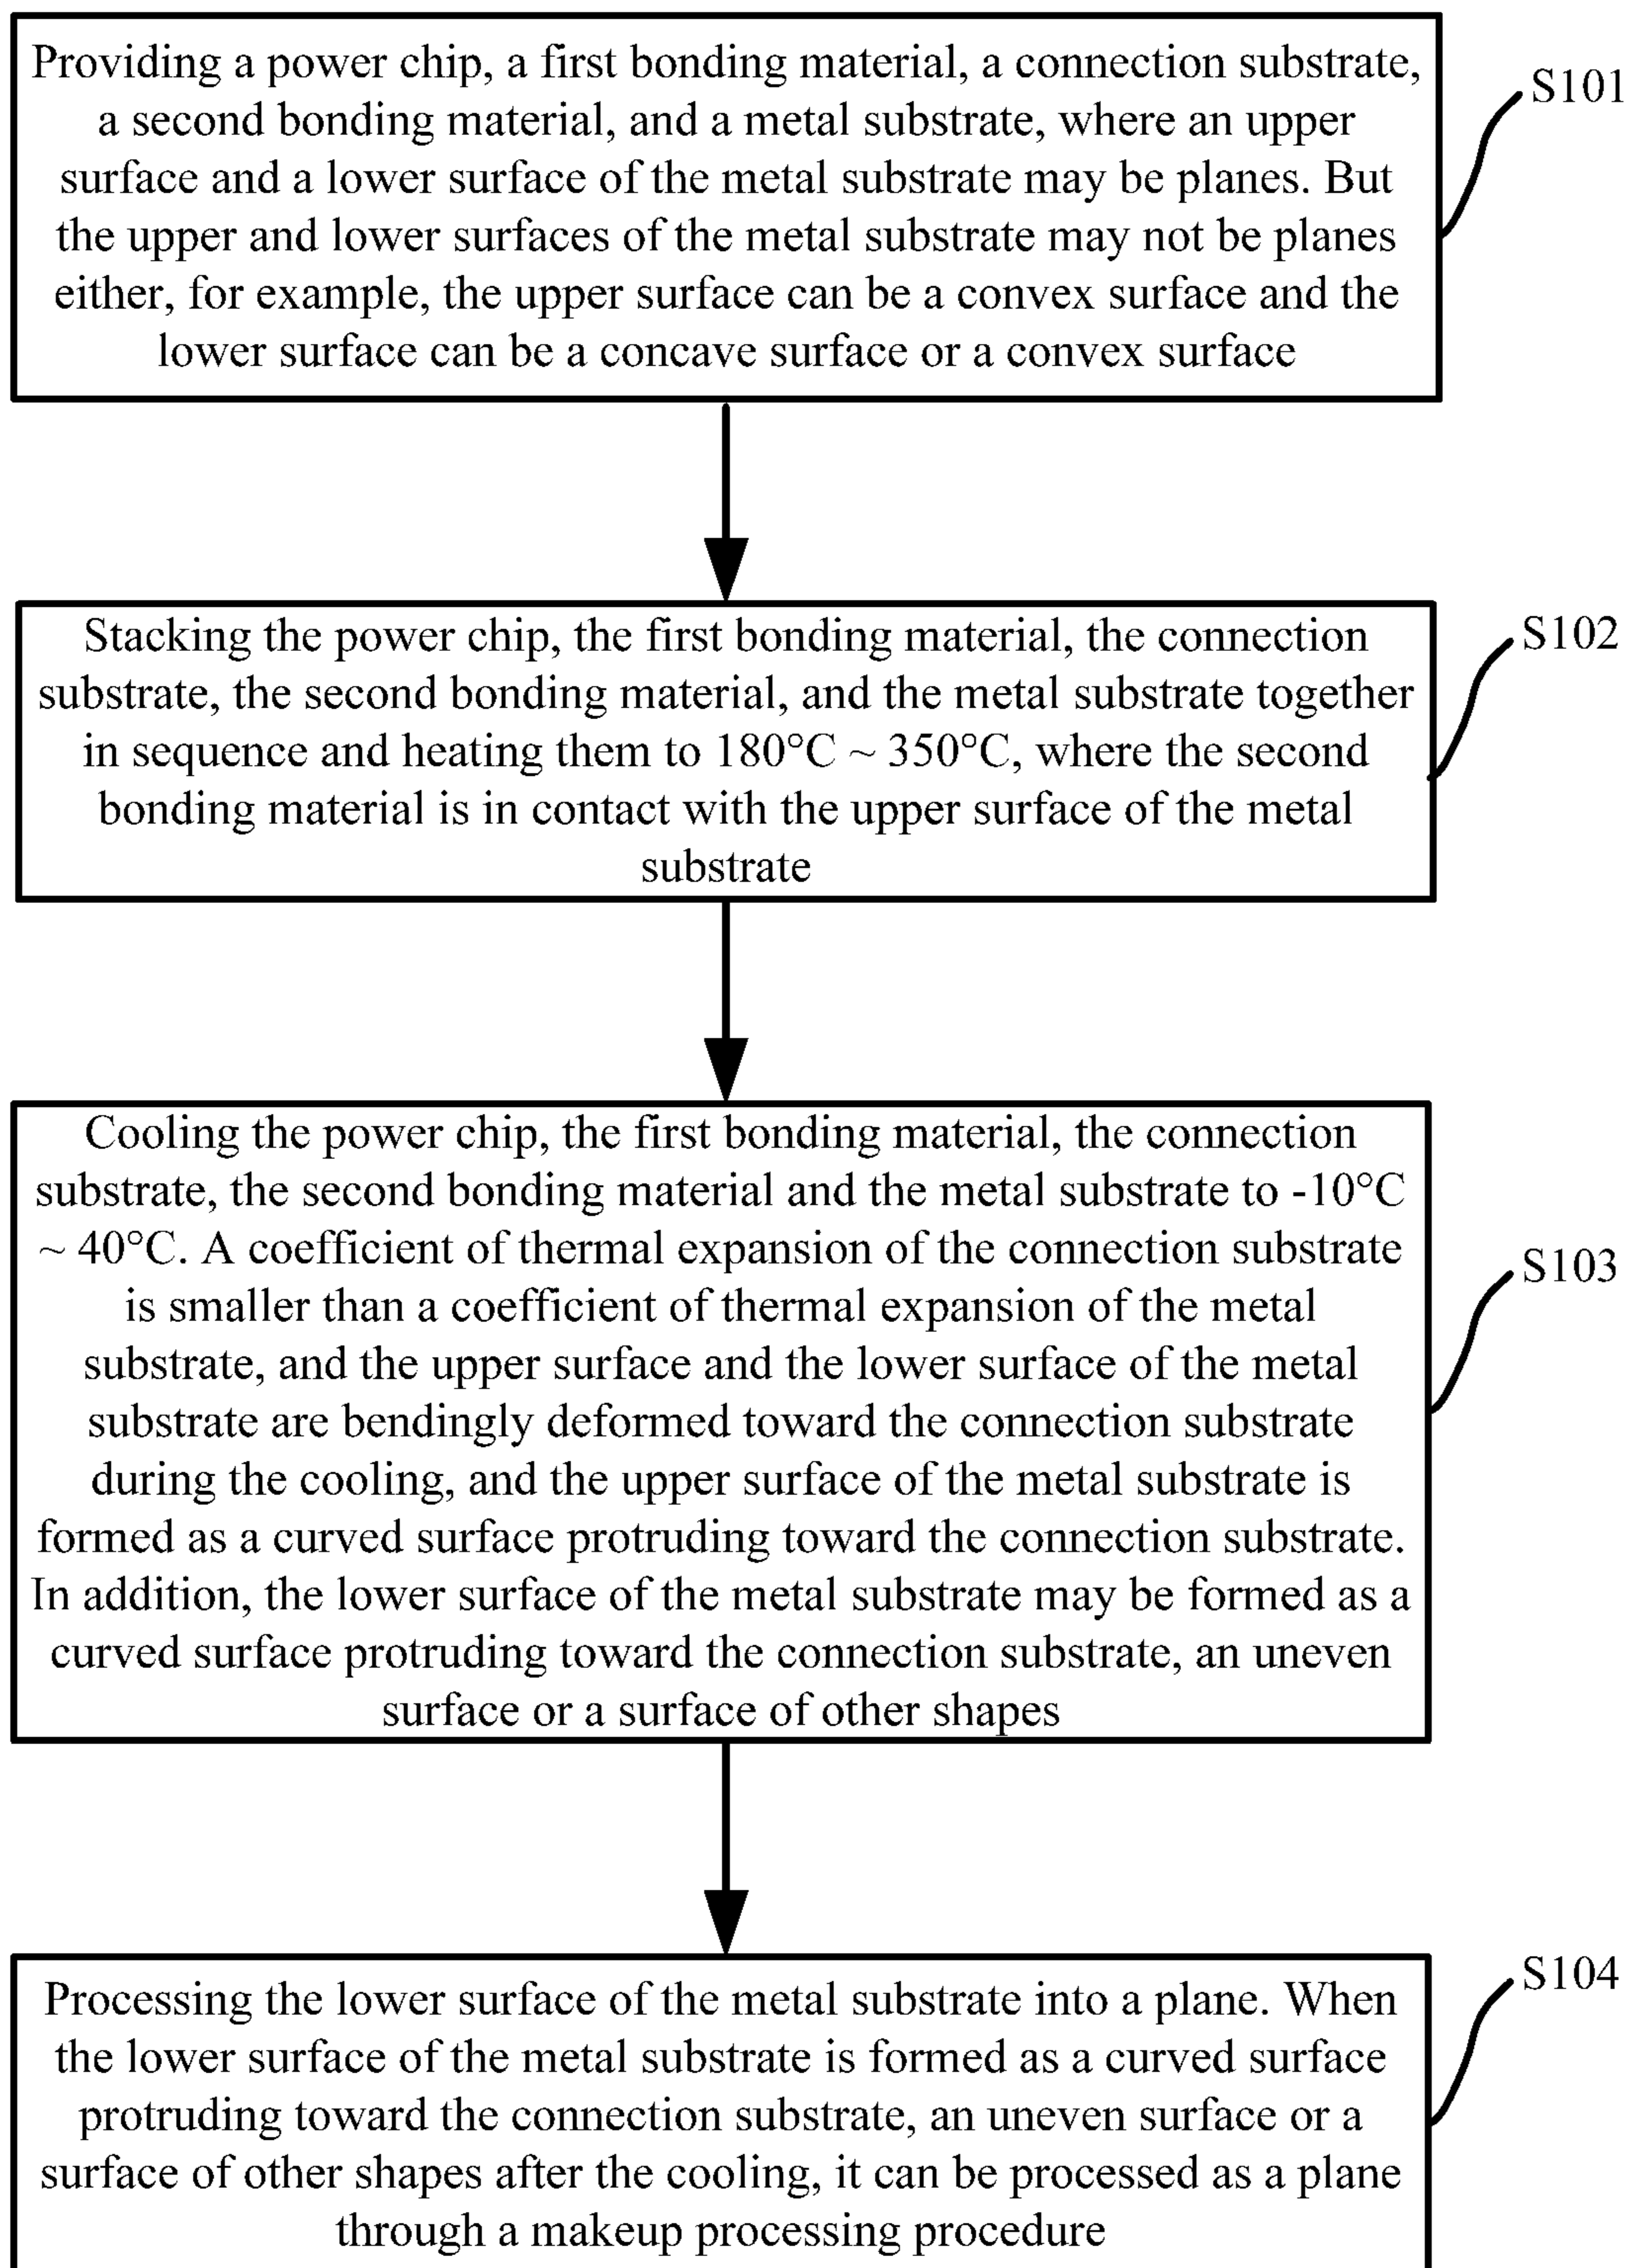 Providing a power chip, a first bonding material, a connection substrate,
a second bonding material, and a metal substrate, where an upper
surface and a lower surface of the metal substrate may be planes. But
the upper and lower surfaces of the metal substrate may not be planes
either, for example, the upper surface can be a convex surface and the
lower surface can be a concave surface or a convex surface
S101
Stacking the power chip, the first bonding material, the connection
substrate, the second bonding material, and the metal substrate together
in sequence and heating them to 180°C ~ 350°C, where the second
bonding material is in contact with the upper surface of the metal
substrate
S102
Cooling the power chip, the first bonding material, the connection
substrate, the second bonding material and the metal substrate to -10°C
~ 40°C. A coefficient of thermal expansion of the connection substrate
is smaller than a coefficient of thermal expansion of the metal
substrate, and the upper surface and the lower surface of the metal
substrate are bendingly deformed toward the connection substrate
during the cooling, and the upper surface of the metal substrate is
formed as a curved surface protruding toward the connection substrate.
In addition, the lower surface of the metal substrate may be formed as a
curved surface protruding toward the connection substrate, an uneven
surface or a surface of other shapes
S103
Processing the lower surface of the metal substrate into a plane. When
the lower surface of the metal substrate is formed as a curved surface
protruding toward the connection substrate, an uneven surface or a
surface of other shapes after the cooling, it can be processed as a plane
through a makeup processing procedure
S104